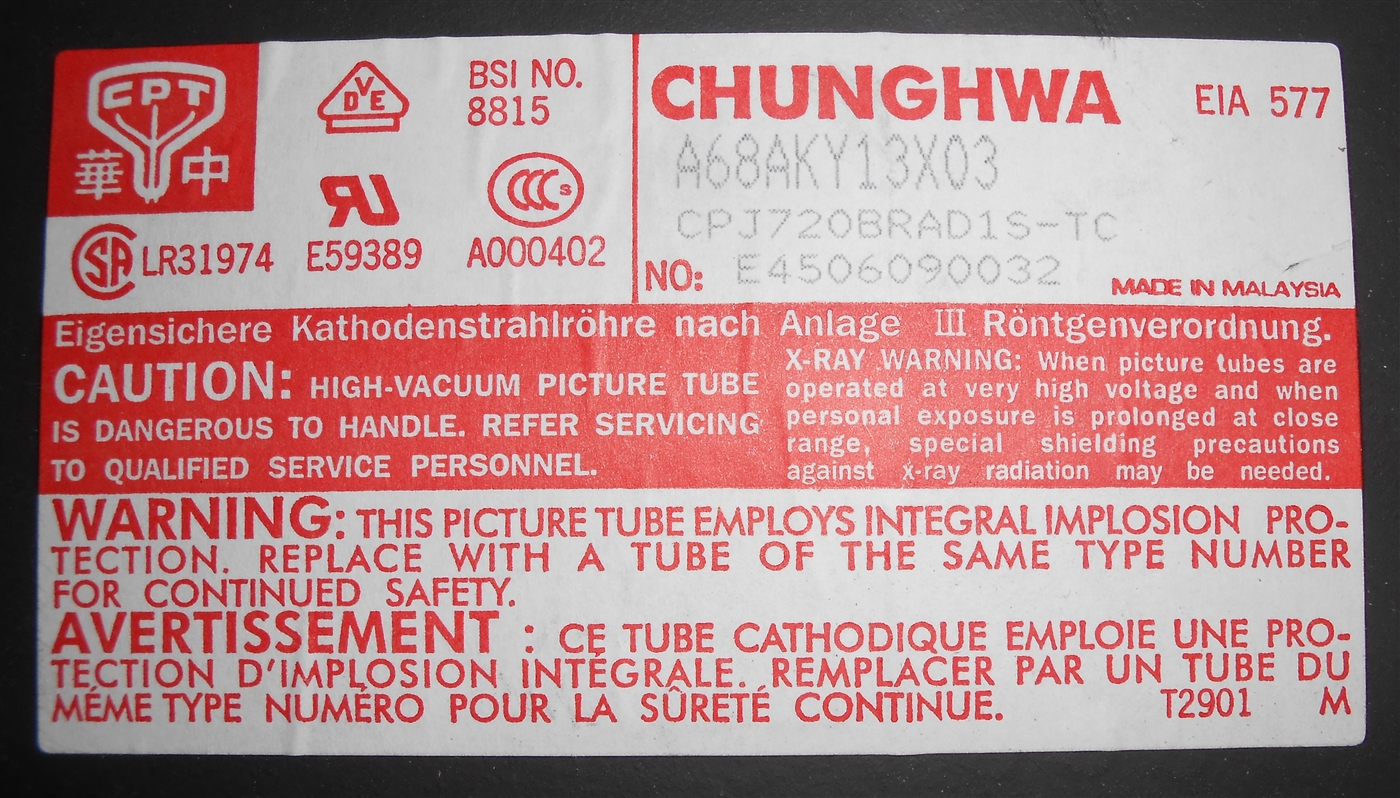 CPT
華 中
VDE
BSI NO.
8815
UR
CCC S
SA LR31974
E59389
A000402
CHUNGHWA EIA 577
A68AKY13X03
CPJ720BRAD1S-TC
NO: E4506090032
MADE IN MALAYSIA
Eigensichere Kathodenstrahlröhre nach Anlage III Röntgenverordnung.
CAUTION: HIGH-VACUUM PICTURE TUBE
IS DANGEROUS TO HANDLE. REFER SERVICING
TO QUALIFIED SERVICE PERSONNEL.
X-RAY WARNING: When picture tubes are
operated at very high voltage and when
personal exposure is prolonged at close
range, special shielding precautions
against x-ray radiation may be needed.
WARNING: THIS PICTURE TUBE EMPLOYS INTEGRAL IMPLOSION PRO-
TECTION. REPLACE WITH A TUBE OF THE SAME TYPE NUMBER
FOR CONTINUED SAFETY.
AVERTISSEMENT : CE TUBE CATHODIQUE EMPLOIE UNE PRO-
TECTION D'IMPLOSION INTÉGRALE. REMPLACER PAR UN TUBE DU
MÉME TYPE NUMÉRO POUR LA SÛRETÉ CONTINUE. T2901 M